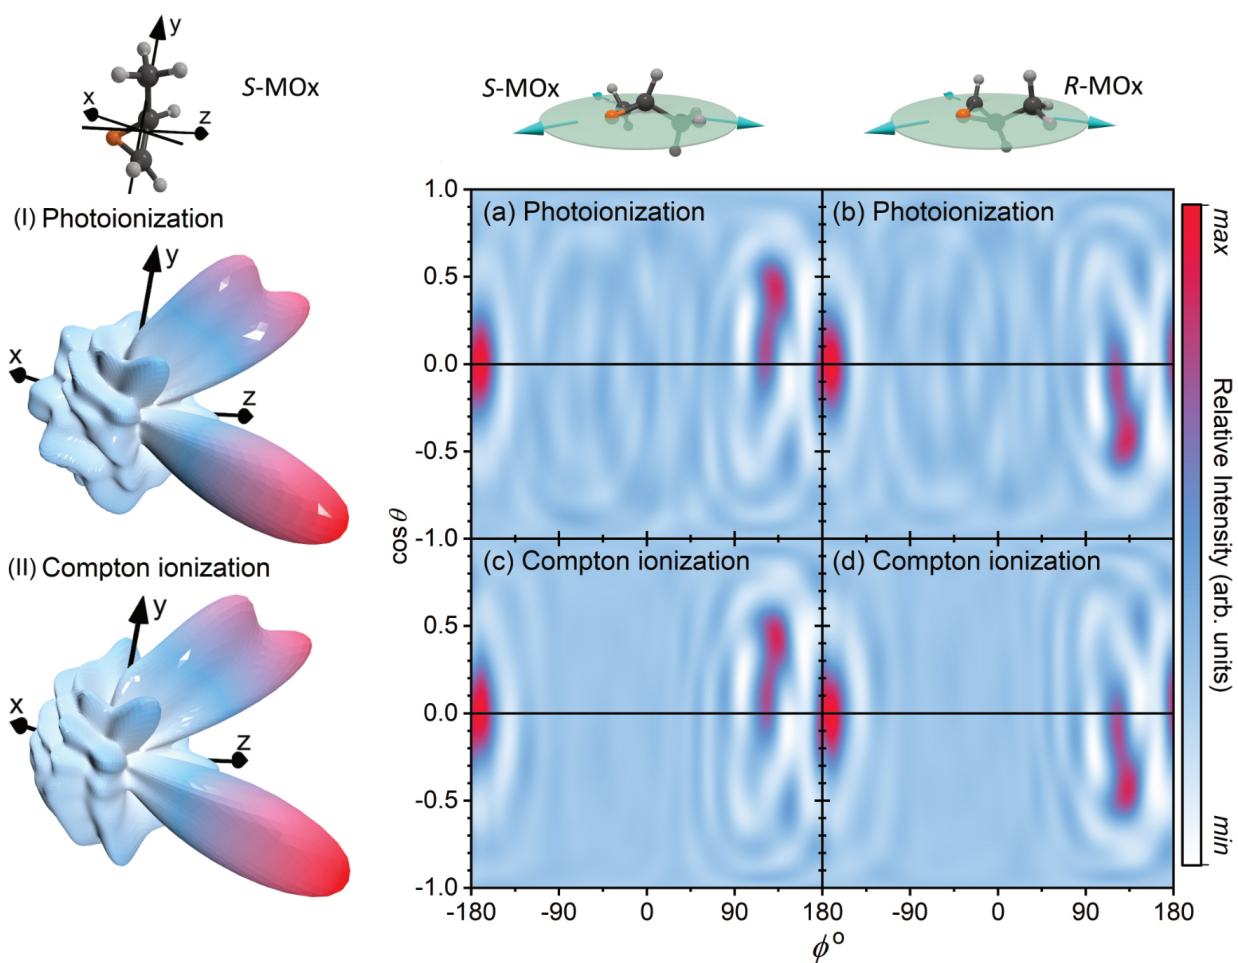 y
S-MOx
x
z
S-MOx
R-MOx
(I) Photoionization
y
x
z
(II) Compton ionization
y
x
z
(a) Photoionization
(b) Photoionization
(c) Compton ionization
(d) Compton ionization
1.0
0.5
0.0
-0.5
-1.0
0.5
0.0
-0.5
-1.0
cos θ
-180 -90 0 90 180 -90 0 90 180
ϕ°
max
Relative Intensity (arb. units)
min